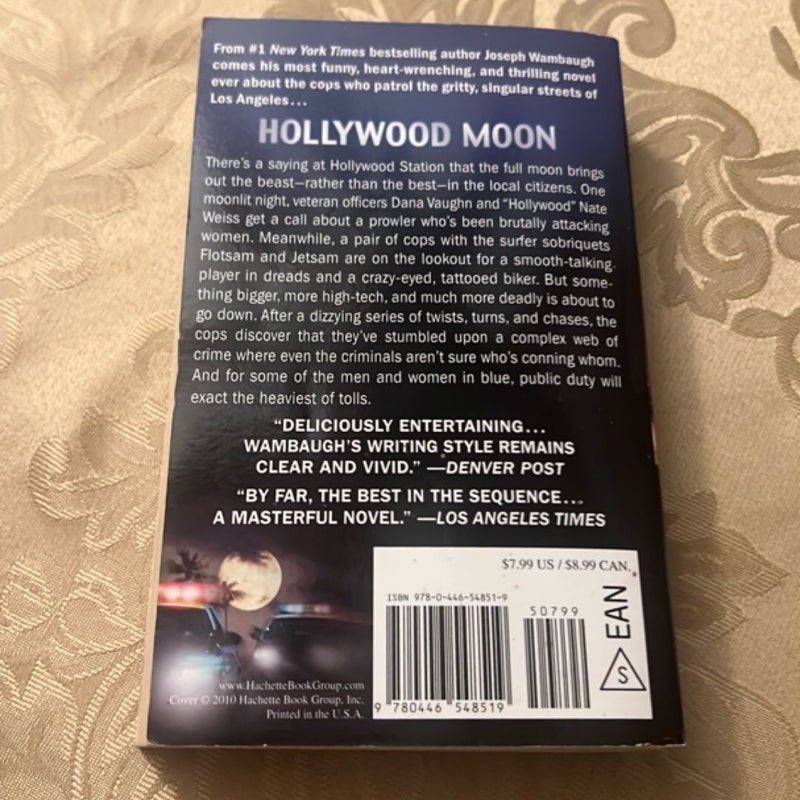 From #1 New York Times bestselling author Joseph Wambaugh
comes his most funny, heart-wrenching, and thrilling novel
ever about the cops who patrol the gritty, singular streets of
Los Angeles...
HOLLYWOOD MOON
There's a saying at Hollywood Station that the full moon brings
out the beast—rather than the best—in the local citizens. One
moonlit night, veteran officers Dana Vaughn and "Hollywood" Nate
Weiss get a call about a prowler who's been brutally attacking
women. Meanwhile, a pair of cops with the surfer sobriquets
Flotsam and Jetsam are on the lookout for a smooth-talking
player in dreads and a crazy-eyed, tattooed biker. But some-
thing bigger, more high-tech, and much more deadly is about to
go down. After a dizzying series of twists, turns, and chases, the
cops discover that they've stumbled upon a complex web of
crime where even the criminals aren't sure who's conning whom.
And for some of the men and women in blue, public duty will
exact the heaviest of tolls.
"DELICIOUSLY ENTERTAINING...
WAMBAUGH'S WRITING STYLE REMAINS
CLEAR AND VIVID." —DENVER POST
"BY FAR, THE BEST IN THE SEQUENCE...
A MASTERFUL NOVEL." —LOS ANGELES TIMES
$7.99 US / $8.99 CAN.
ISBN 978-0-446-54851-9
50799
EAN
S
9 780446 548519
www.HachetteBookGroup.com
Cover © 2010 Hachette Book Group, Inc.
Printed in the U.S.A.